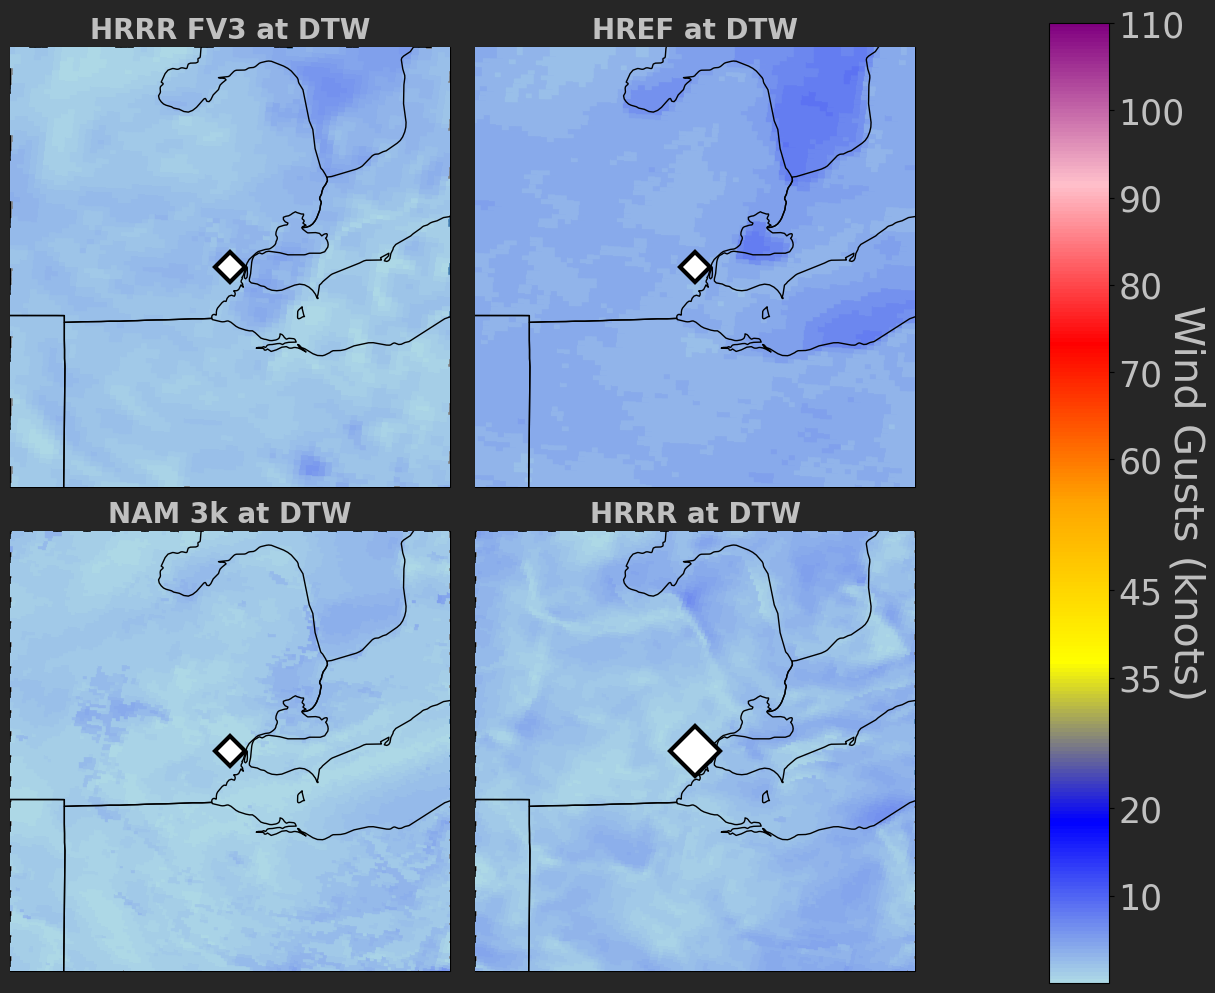 HRRR FV3 at DTW
HREF at DTW
NAM 3k at DTW
HRRR at DTW
110
100
90
80
70
60
45
35
20
10
Wind Gusts (knots)